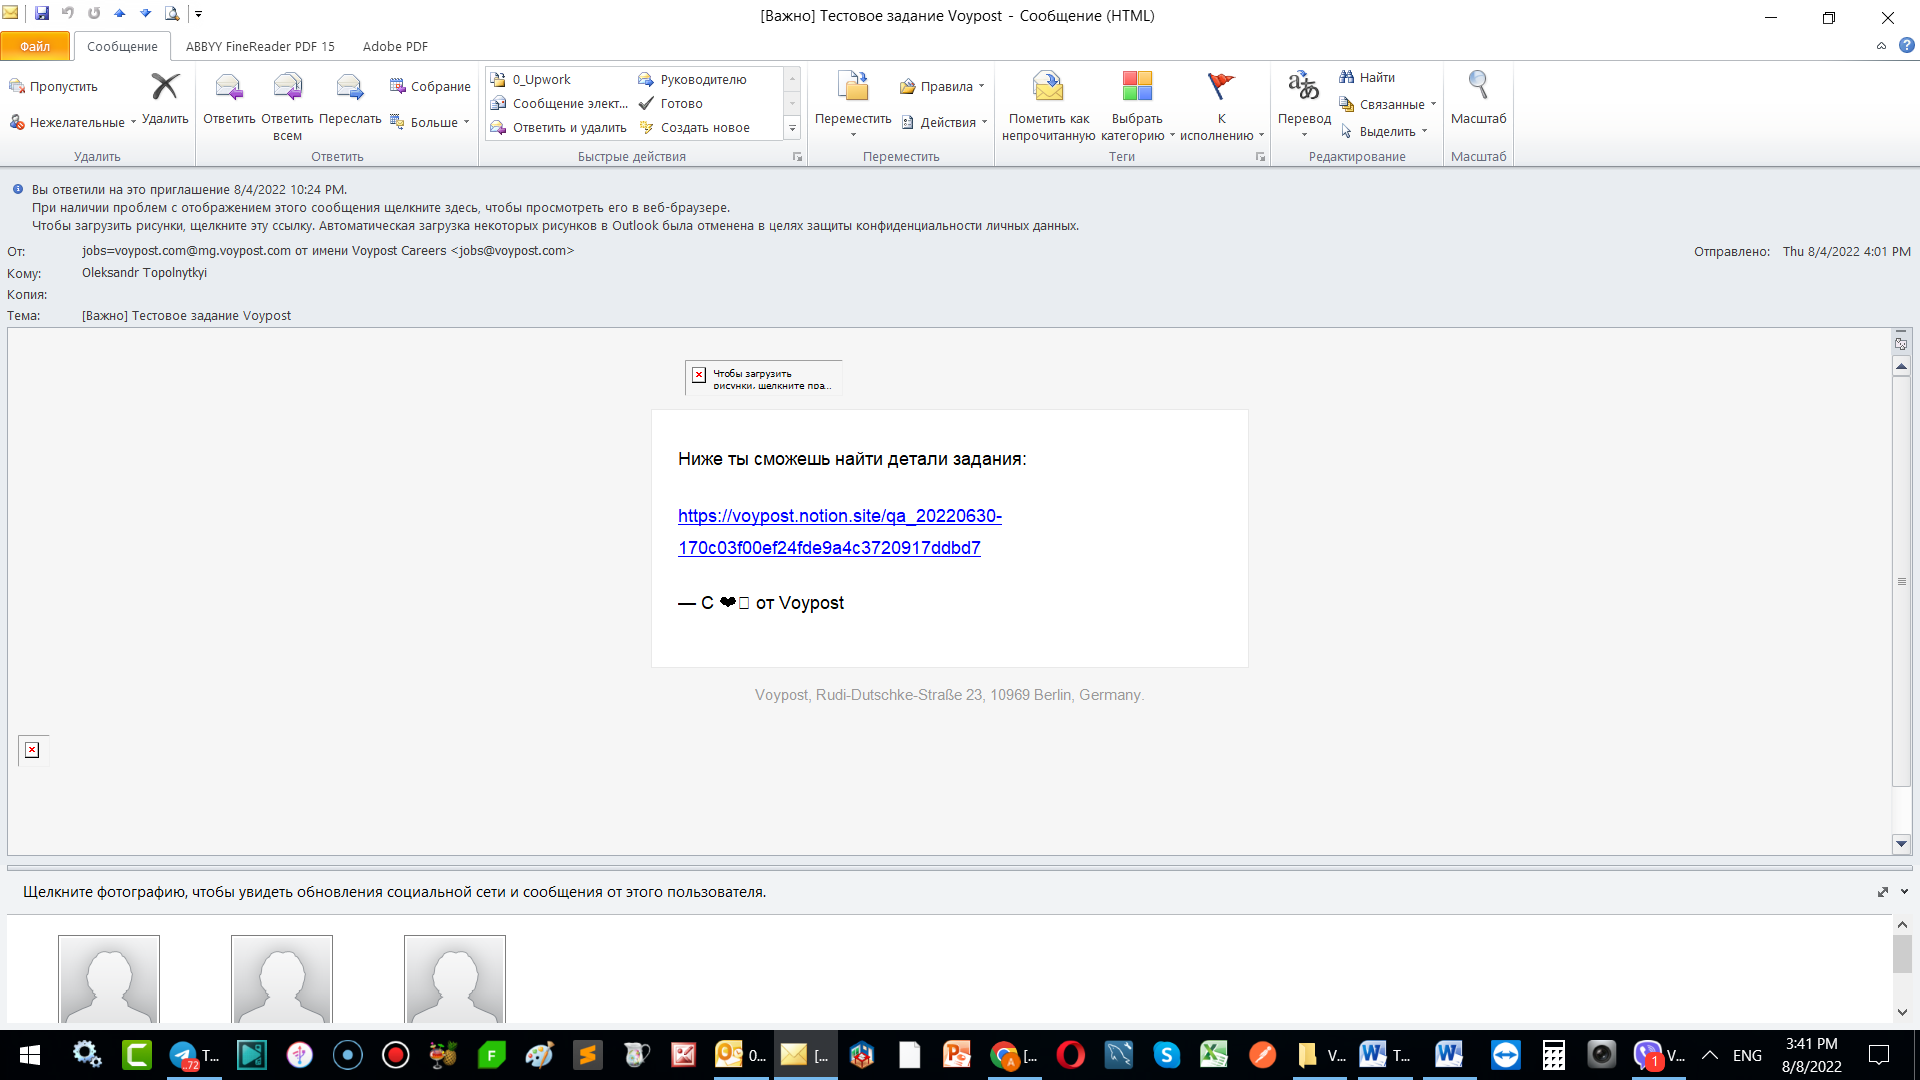 [Важно] Тестовое задание Voypost - Сообщение (HTML)
Файл Сообщение ABBYY FineReader PDF 15 Adobe PDF
Пропустить
Нежелательные
Удалить
Удалить
Ответить
Ответить всем
Переслать
Собрание
Больше
Ответить
0_Upwork
Руководителю
Сообщение элект...
Готово
Ответить и удалить
Создать новое
Быстрые действия
Переместить
Правила
Действия
Переместить
Пометить как непрочитанную
Выбрать категорию
К исполнению
Теги
Перевод
Найти
Связанные
Выделить
Редактирование
Масштаб
Масштаб
Вы ответили на это приглашение 8/4/2022 10:24 PM.
При наличии проблем с отображением этого сообщения щелкните здесь, чтобы просмотреть его в веб-браузере.
Чтобы загрузить рисунки, щелкните эту ссылку. Автоматическая загрузка некоторых рисунков в Outlook была отменена в целях защиты конфиденциальности личных данных.
От: jobs=voypost.com@mg.voypost.com от имени Voypost Careers <jobs@voypost.com> Отправлено: Thu 8/4/2022 4:01 PM
Кому: Oleksandr Topolnytkyi
Копия:
Тема: [Важно] Тестовое задание Voypost
Чтобы загрузить
рисунки, щелкните пра...
Ниже ты сможешь найти детали задания:
https://voypost.notion.site/qa_20220630-
170c03f00ef24fde9a4c3720917ddbd7
— С ❤ от Voypost
Voypost, Rudi-Dutschke-Straße 23, 10969 Berlin, Germany.
Щелкните фотографию, чтобы увидеть обновления социальной сети и сообщения от этого пользователя.
72 T... 0... [... [... V... T... 1 V... ENG
3:41 PM
8/8/2022